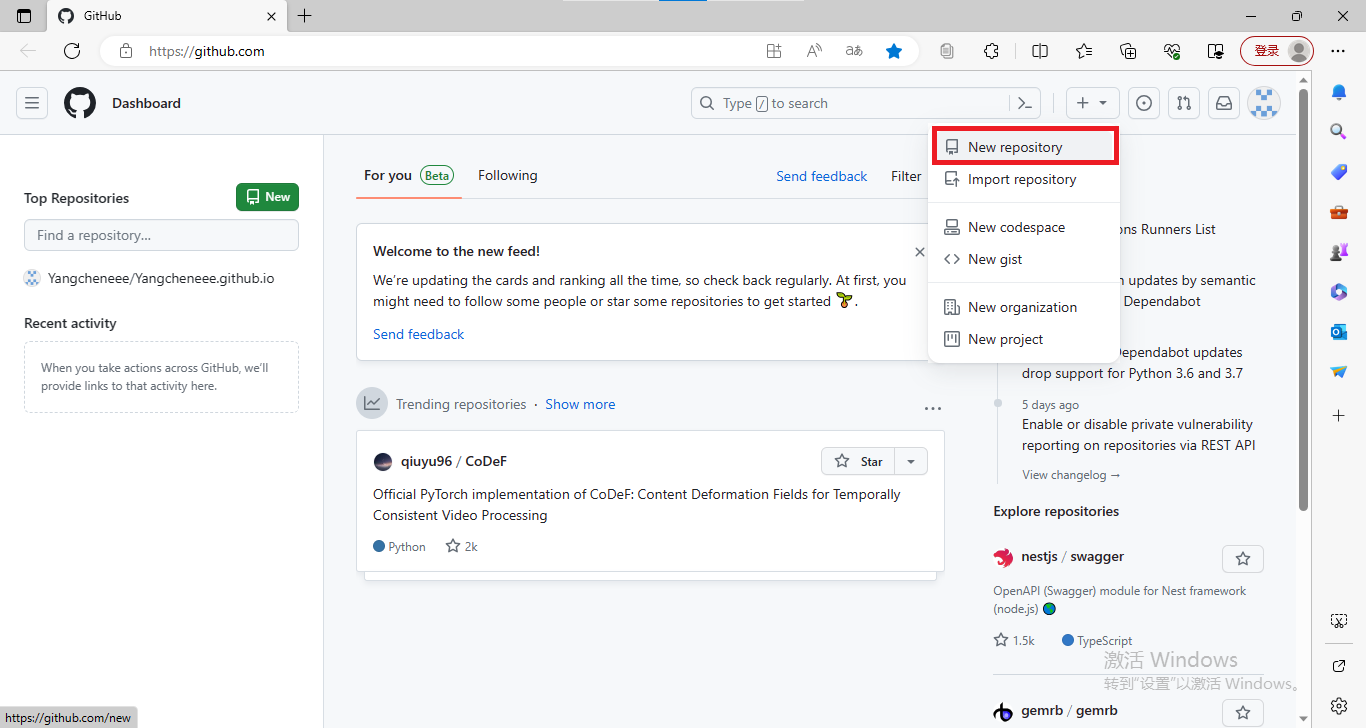 GitHub
https://github.com
登录
Dashboard
Type / to search
New repository
Import repository
New codespace
New gist
New organization
New project
Top Repositories
New
Find a repository...
Yangcheneee/Yangcheneee.github.io
Recent activity
When you take actions across GitHub, we'll
provide links to that activity here.
For you Beta
Following
Send feedback
Filter
Welcome to the new feed!
We're updating the cards and ranking all the time, so check back regularly. At first, you
might need to follow some people or star some repositories to get started 🌱.
Send feedback
Trending repositories · Show more
qiuyu96 / CoDeF
Star
Official PyTorch implementation of CoDeF: Content Deformation Fields for Temporally
Consistent Video Processing
Python
2k
ons Runners List
updates by semantic
Dependabot
Dependabot updates
drop support for Python 3.6 and 3.7
5 days ago
Enable or disable private vulnerability
reporting on repositories via REST API
View changelog →
Explore repositories
nestjs / swagger
OpenAPI (Swagger) module for Nest framework
(node.js)
1.5k
TypeScript
gemrb / gemrb
激活 Windows
转到"设置"以激活 Windows。
https://github.com/new